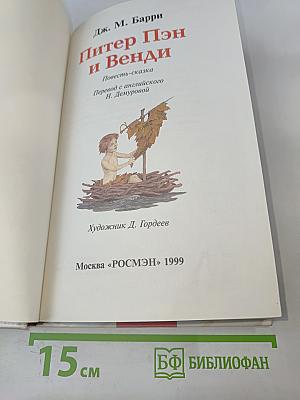 Дж. М. Барри
Питер Пэн
и Венди
Повесть-сказка
Перевод с английского
Н. Демуровой
Художник Д. Гордеев
Москва «РОСМЭН» 1999
15 см
БФ БИБЛИОФАН